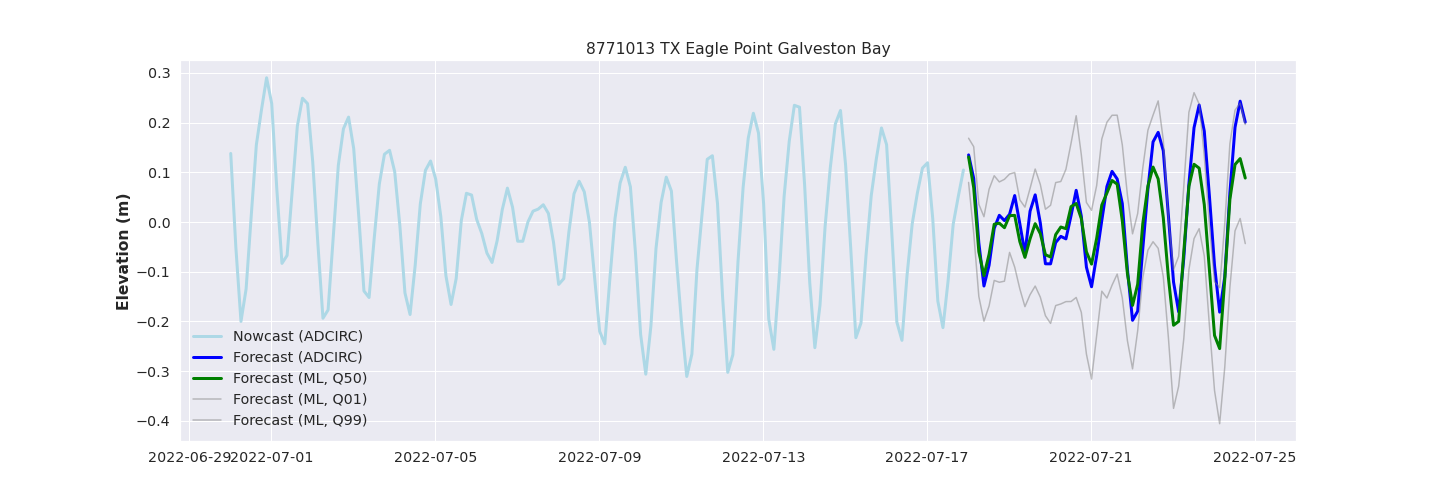 8771013 TX Eagle Point Galveston Bay
Elevation (m)
0.3
0.2
0.1
0.0
−0.1
−0.2
−0.3
−0.4
Nowcast (ADCIRC)
Forecast (ADCIRC)
Forecast (ML, Q50)
Forecast (ML, Q01)
Forecast (ML, Q99)
2022-06-29 2022-07-01 2022-07-05 2022-07-09 2022-07-13 2022-07-17 2022-07-21 2022-07-25